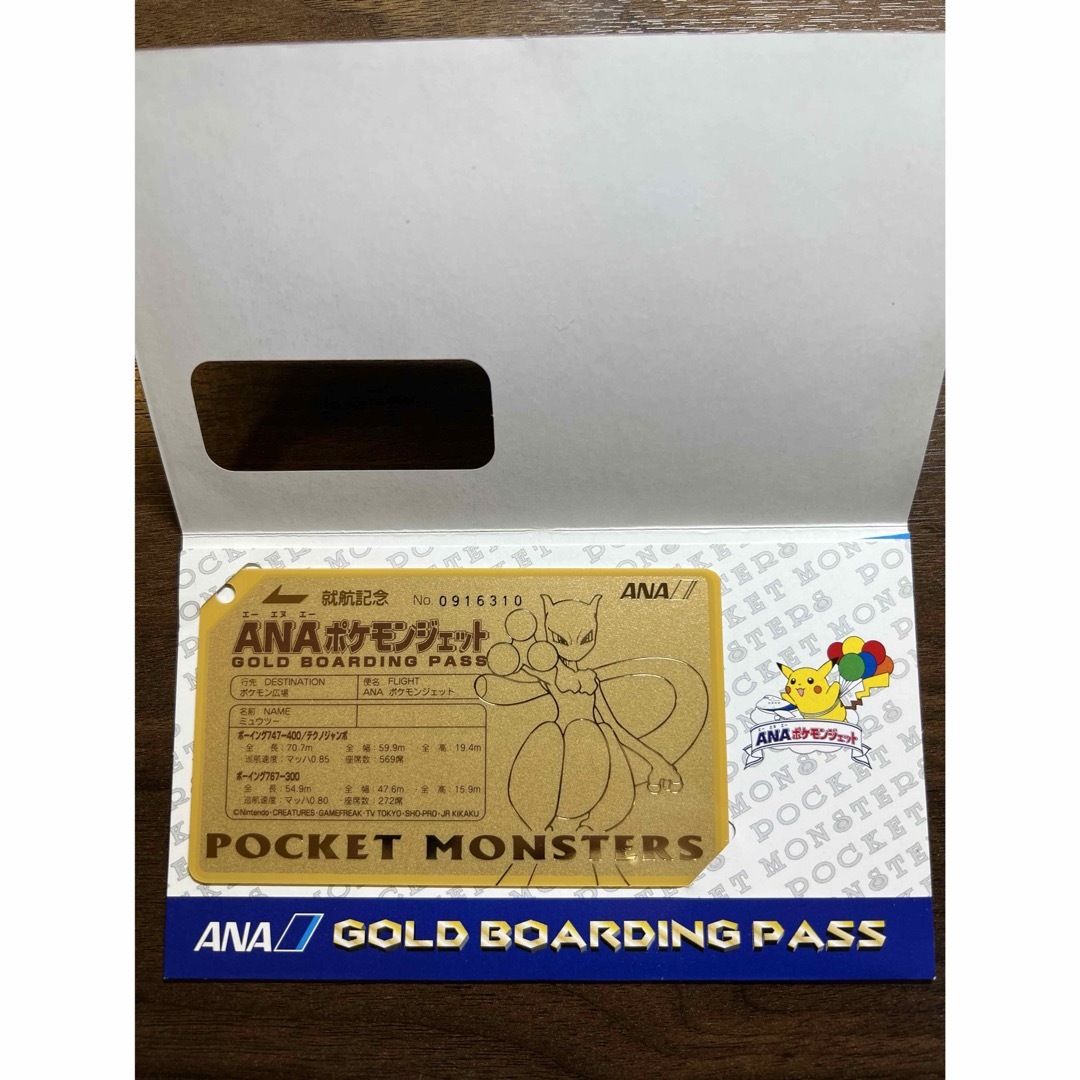 就航記念 No. 0916310 ANA
エー エヌ エー
ANAポケモンジェット
GOLD BOARDING PASS
行先 DESTINATION 便名 FLIGHT
ポケモン広場 ANA ポケモンジェット
名前 NAME
ミュウツー
ボーイング747-400/テクノジャンボ
全 長:70.7m 全 幅:59.9m 全 高:19.4m
巡航速度:マッハ0.85 座席数:569席
ボーイング767-300
全 長:54.9m 全 幅:47.6m 全 高:15.9m
巡航速度:マッハ0.80 座席数:272席
©Nintendo・CREATURES・GAMEFREAK・TV TOKYO・SHO-PRO・JR KIKAKU
POCKET MONSTERS
エー エヌ エー
ANAポケモンジェット
POCKET MONSTERS
ANA GOLD BOARDING PASS